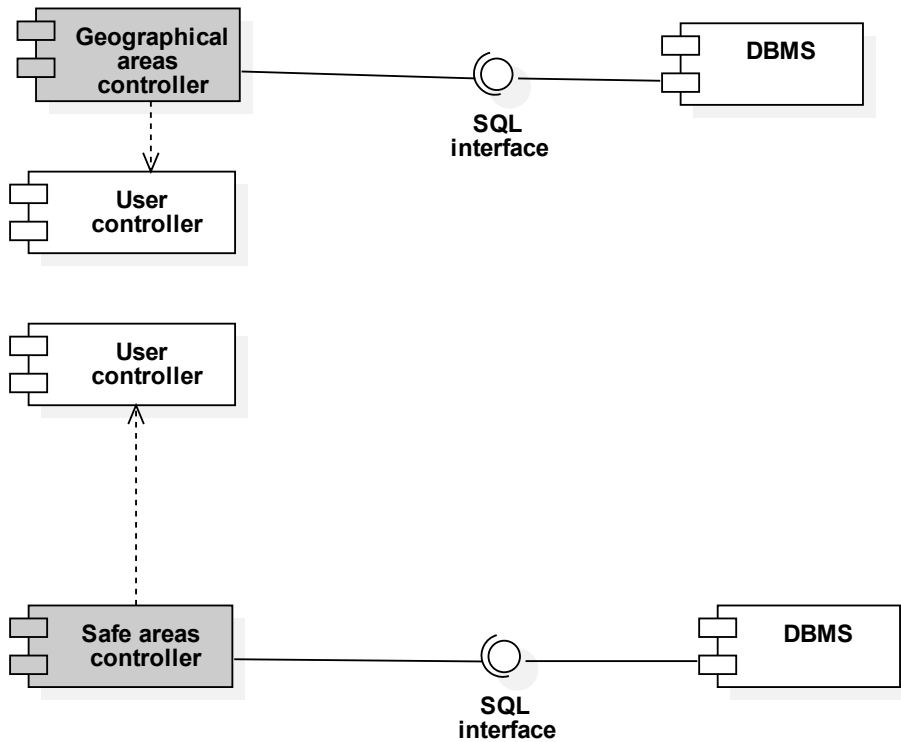 Geographical
areas
controller
DBMS
SQL
interface
User
controller
User
controller
Safe areas
controller
DBMS
SQL
interface